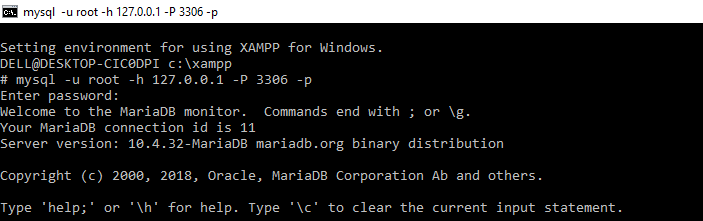 mysql -u root -h 127.0.0.1 -P 3306 -p
Setting environment for using XAMPP for Windows.
DELL@DESKTOP-CIC0DPI c:\xampp
# mysql -u root -h 127.0.0.1 -P 3306 -p
Enter password:
Welcome to the MariaDB monitor.  Commands end with ; or \g.
Your MariaDB connection id is 11
Server version: 10.4.32-MariaDB mariadb.org binary distribution
Copyright (c) 2000, 2018, Oracle, MariaDB Corporation Ab and others.
Type 'help;' or '\h' for help. Type '\c' to clear the current input statement.